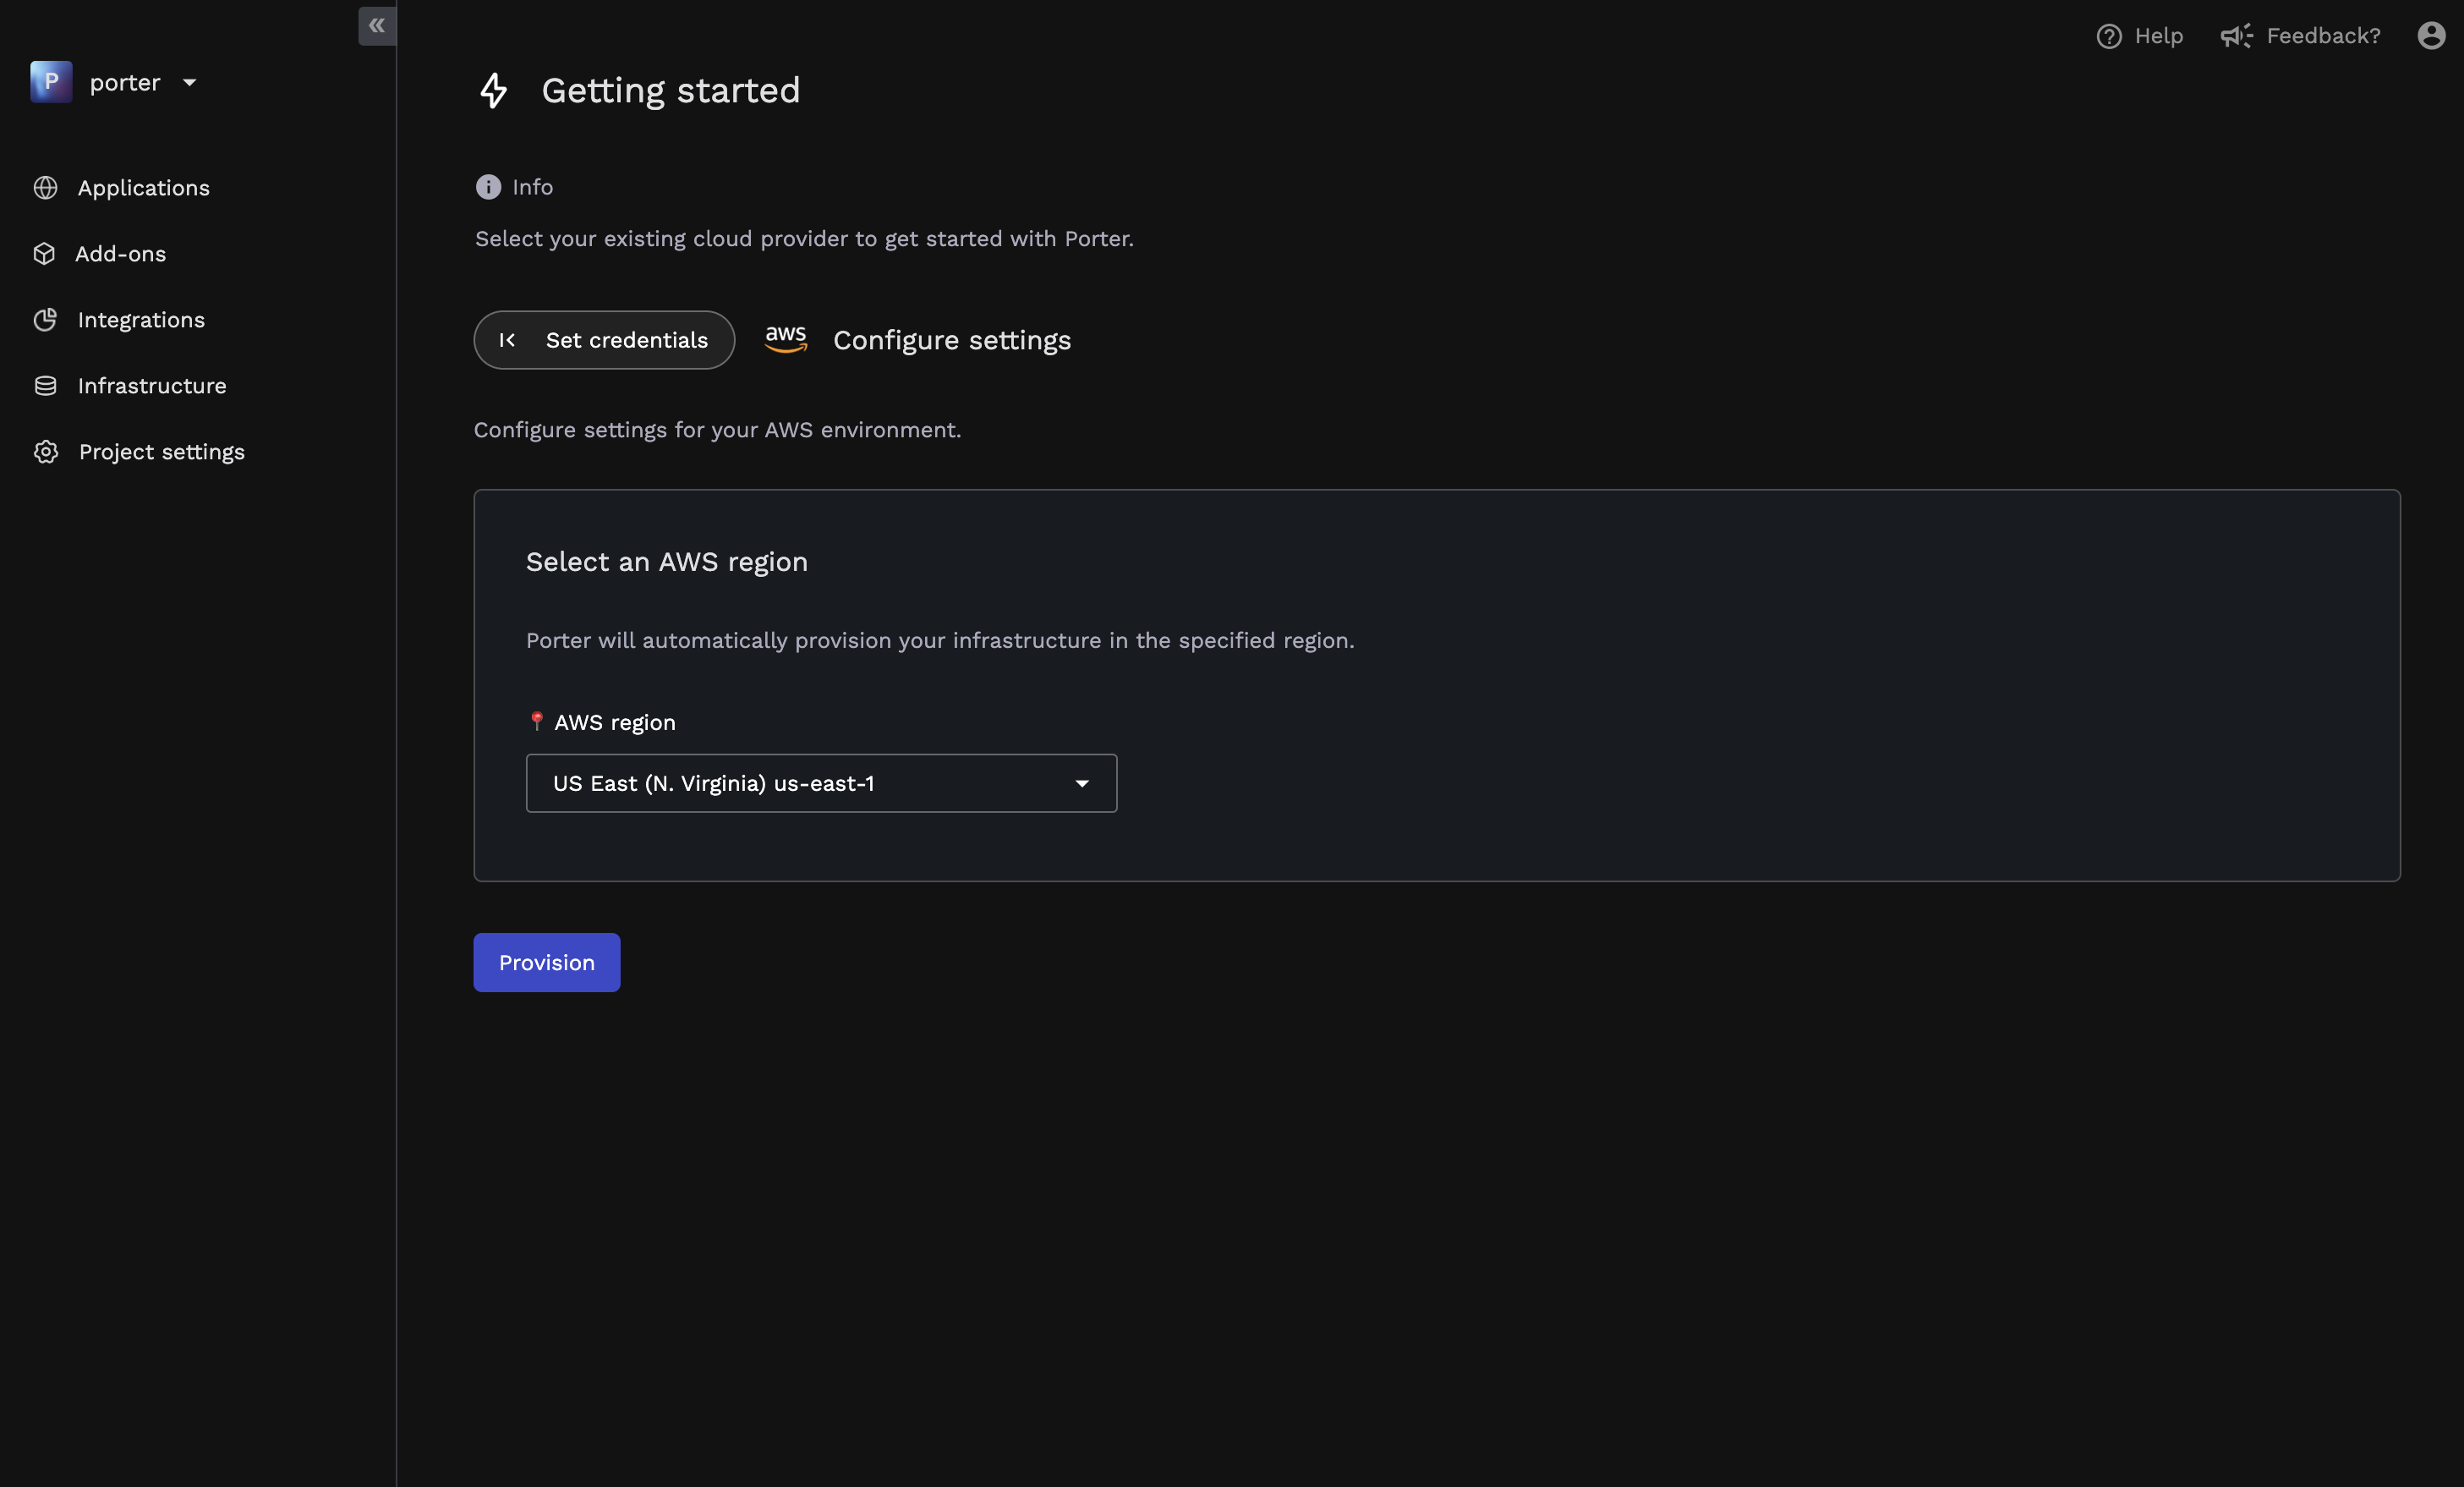 P porter
Applications
Add-ons
Integrations
Infrastructure
Project settings
Help Feedback?
Getting started
Info
Select your existing cloud provider to get started with Porter.
Set credentials aws Configure settings
Configure settings for your AWS environment.
Select an AWS region
Porter will automatically provision your infrastructure in the specified region.
📍 AWS region
US East (N. Virginia) us-east-1
Provision